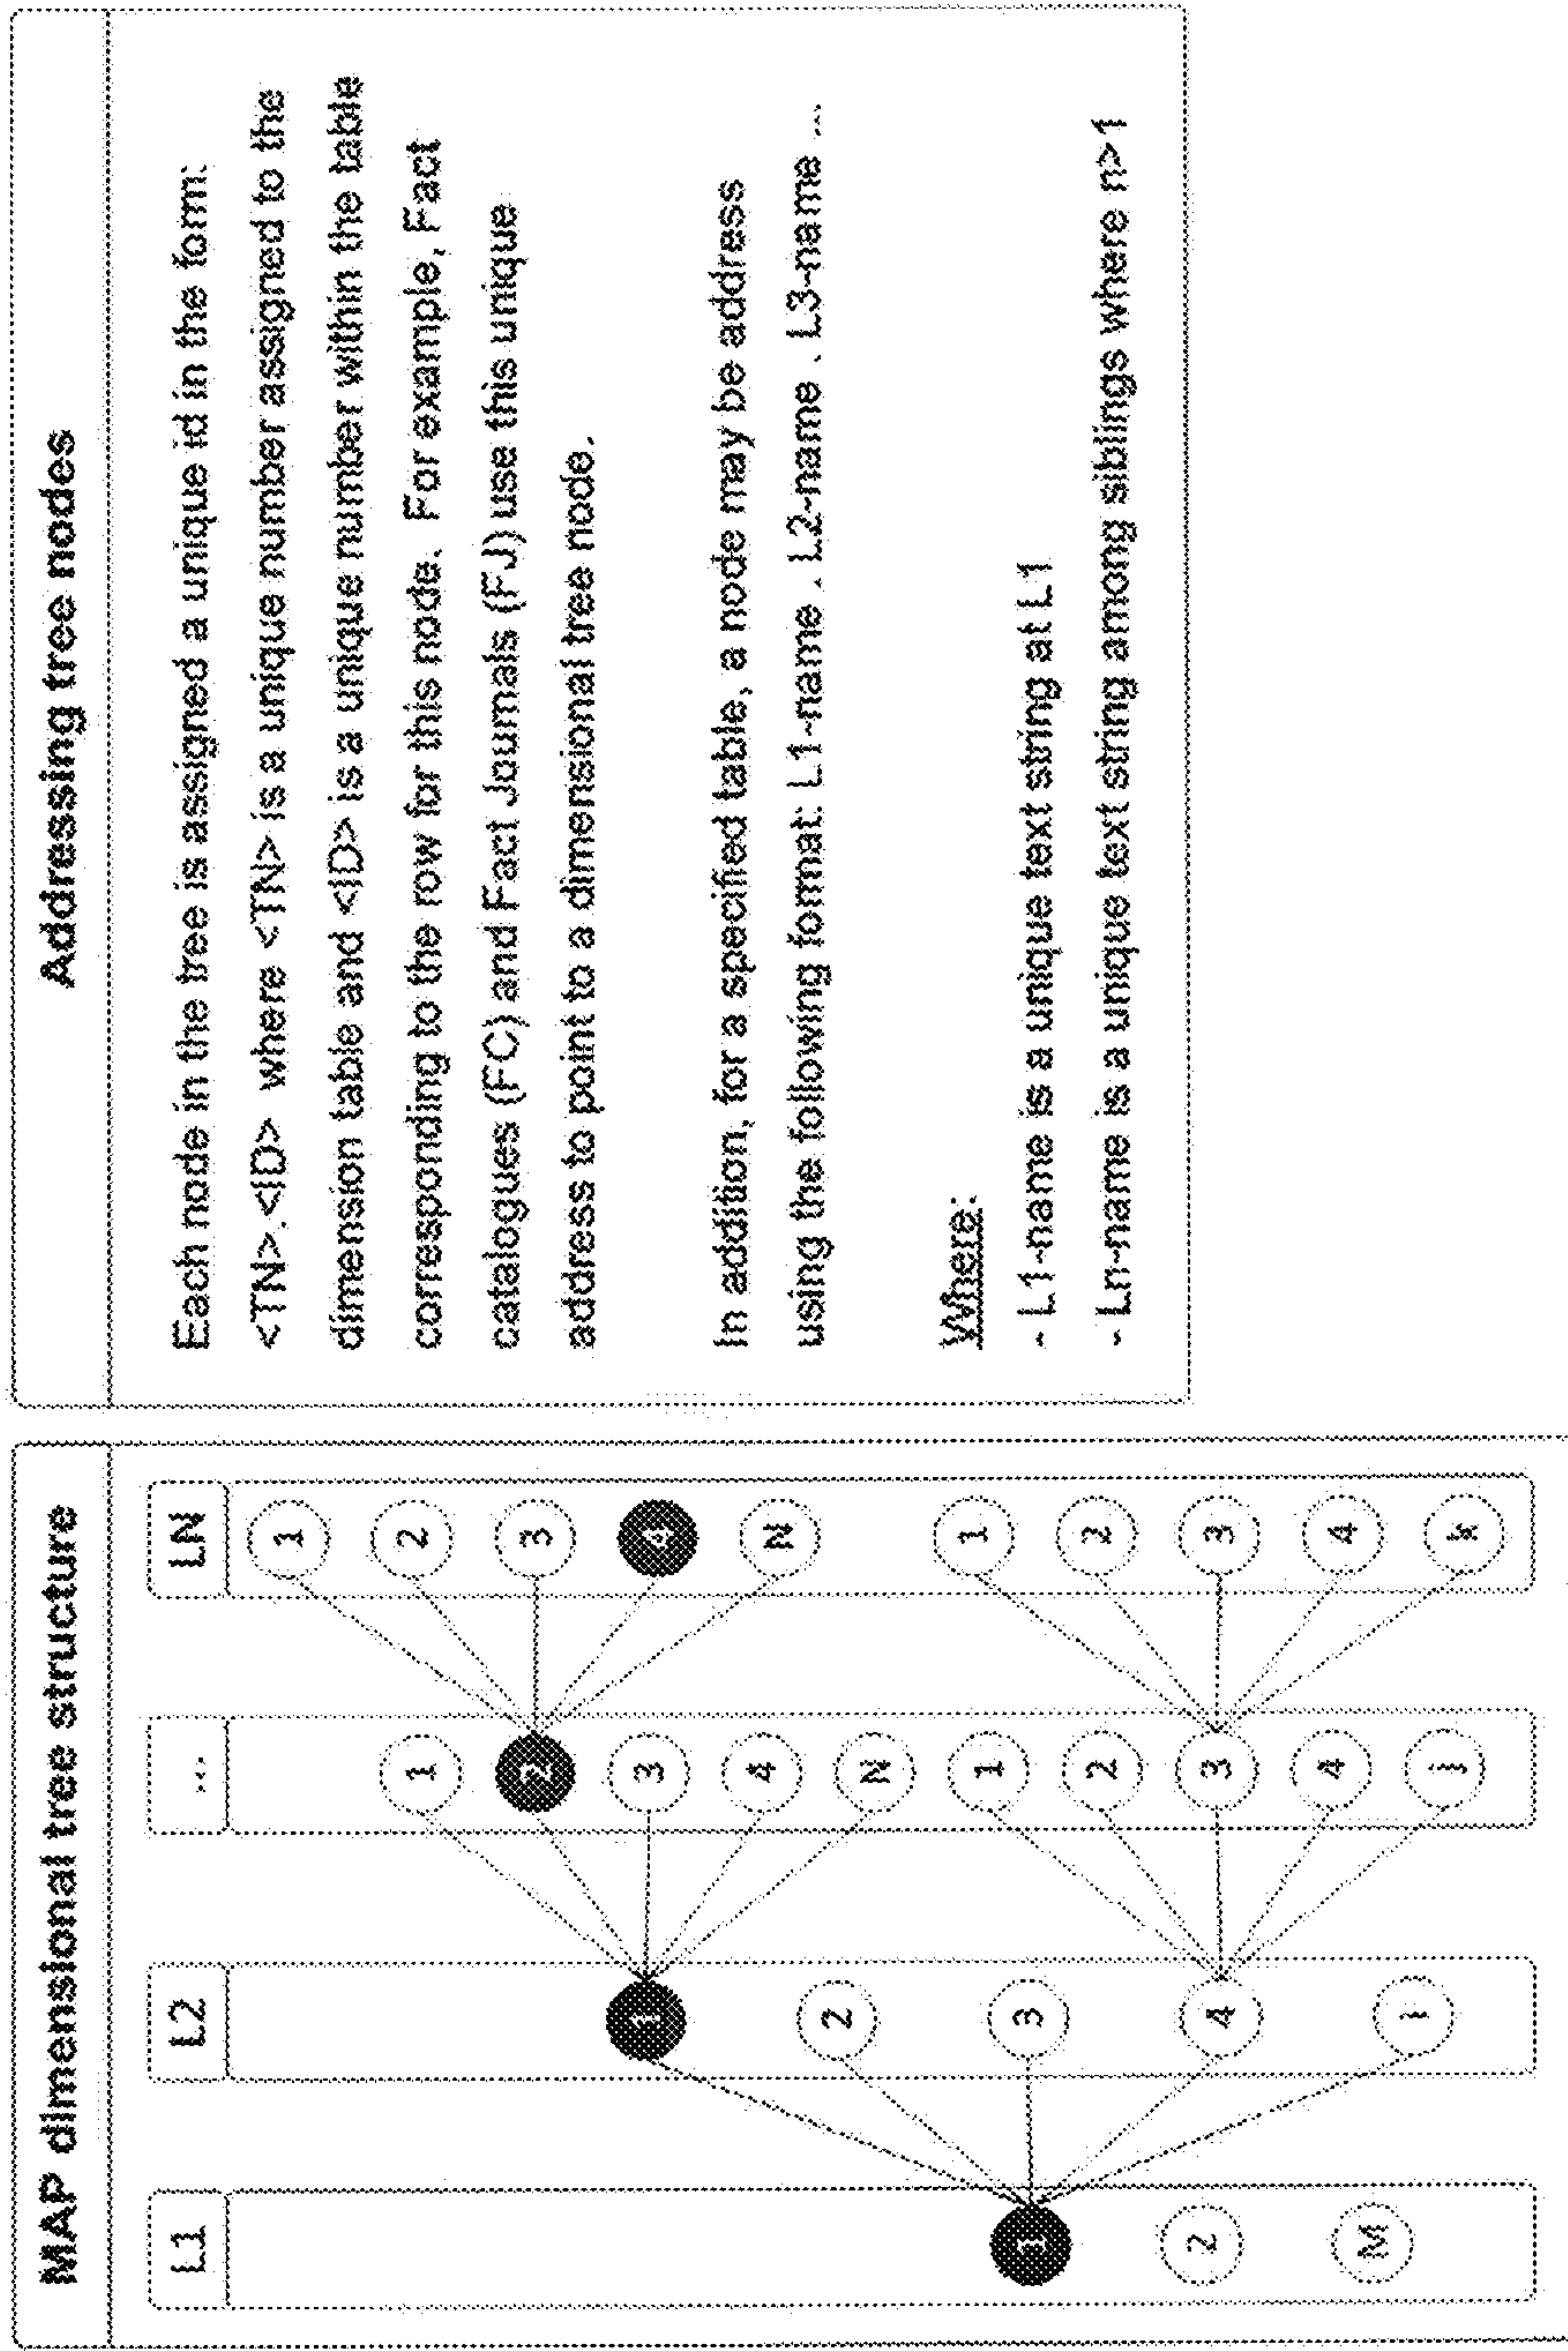 MAP dimensional tree structure
L1
L2
...
LN
1
2
M
1
2
3
4
i
1
2
3
4
N
1
2
3
4
j
1
2
3
4
N
1
2
3
4
k
Addressing tree nodes
Each node in the tree is assigned a unique id in the form:
<TN>.<ID> where <TN> is a unique number assigned to the
dimension table and <ID> is a unique number within the table
corresponding to the row for this node. For example, Fact
catalogues (FC) and Fact Journals (FJ) use this unique
address to point to a dimensional tree node.
In addition, for a specified table, a node may be address
using the following format: L1-name . L2-name . L3-name ...
Where:
- L1-name is a unique text string at L1
- Ln-name is a unique text string among siblings where n>1